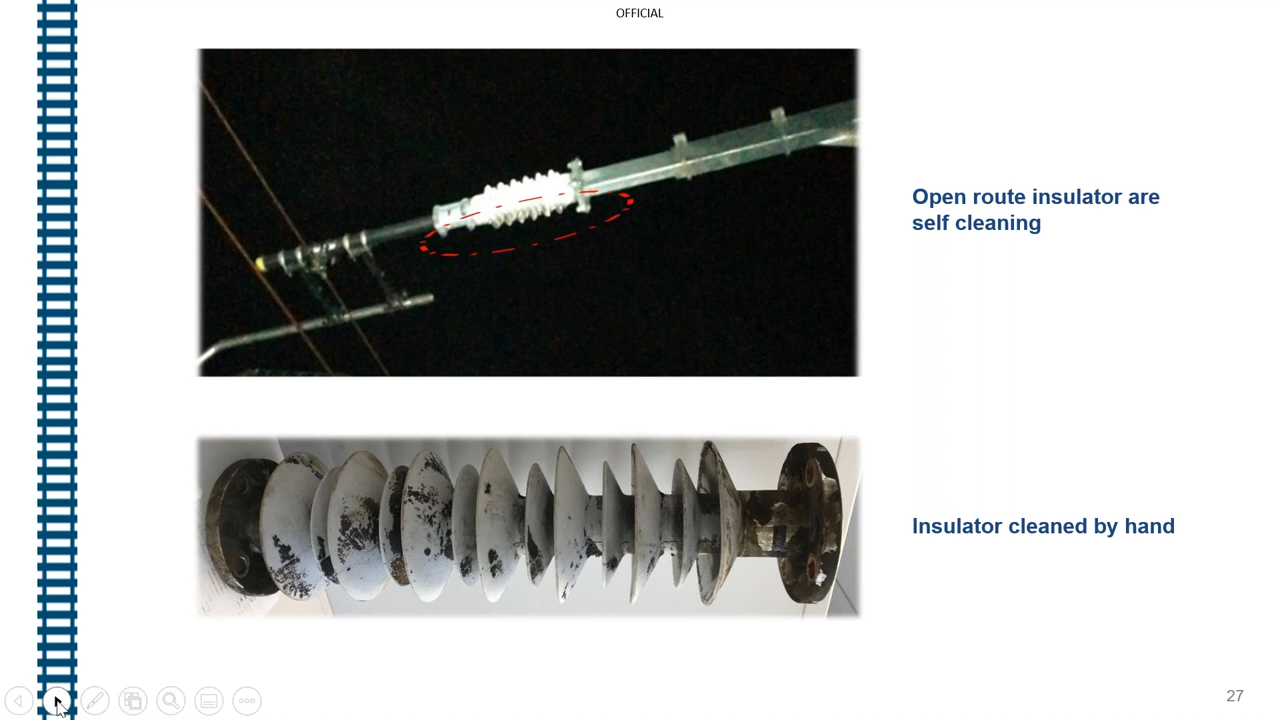 OFFICIAL
Open route insulator are
self cleaning
Insulator cleaned by hand
27